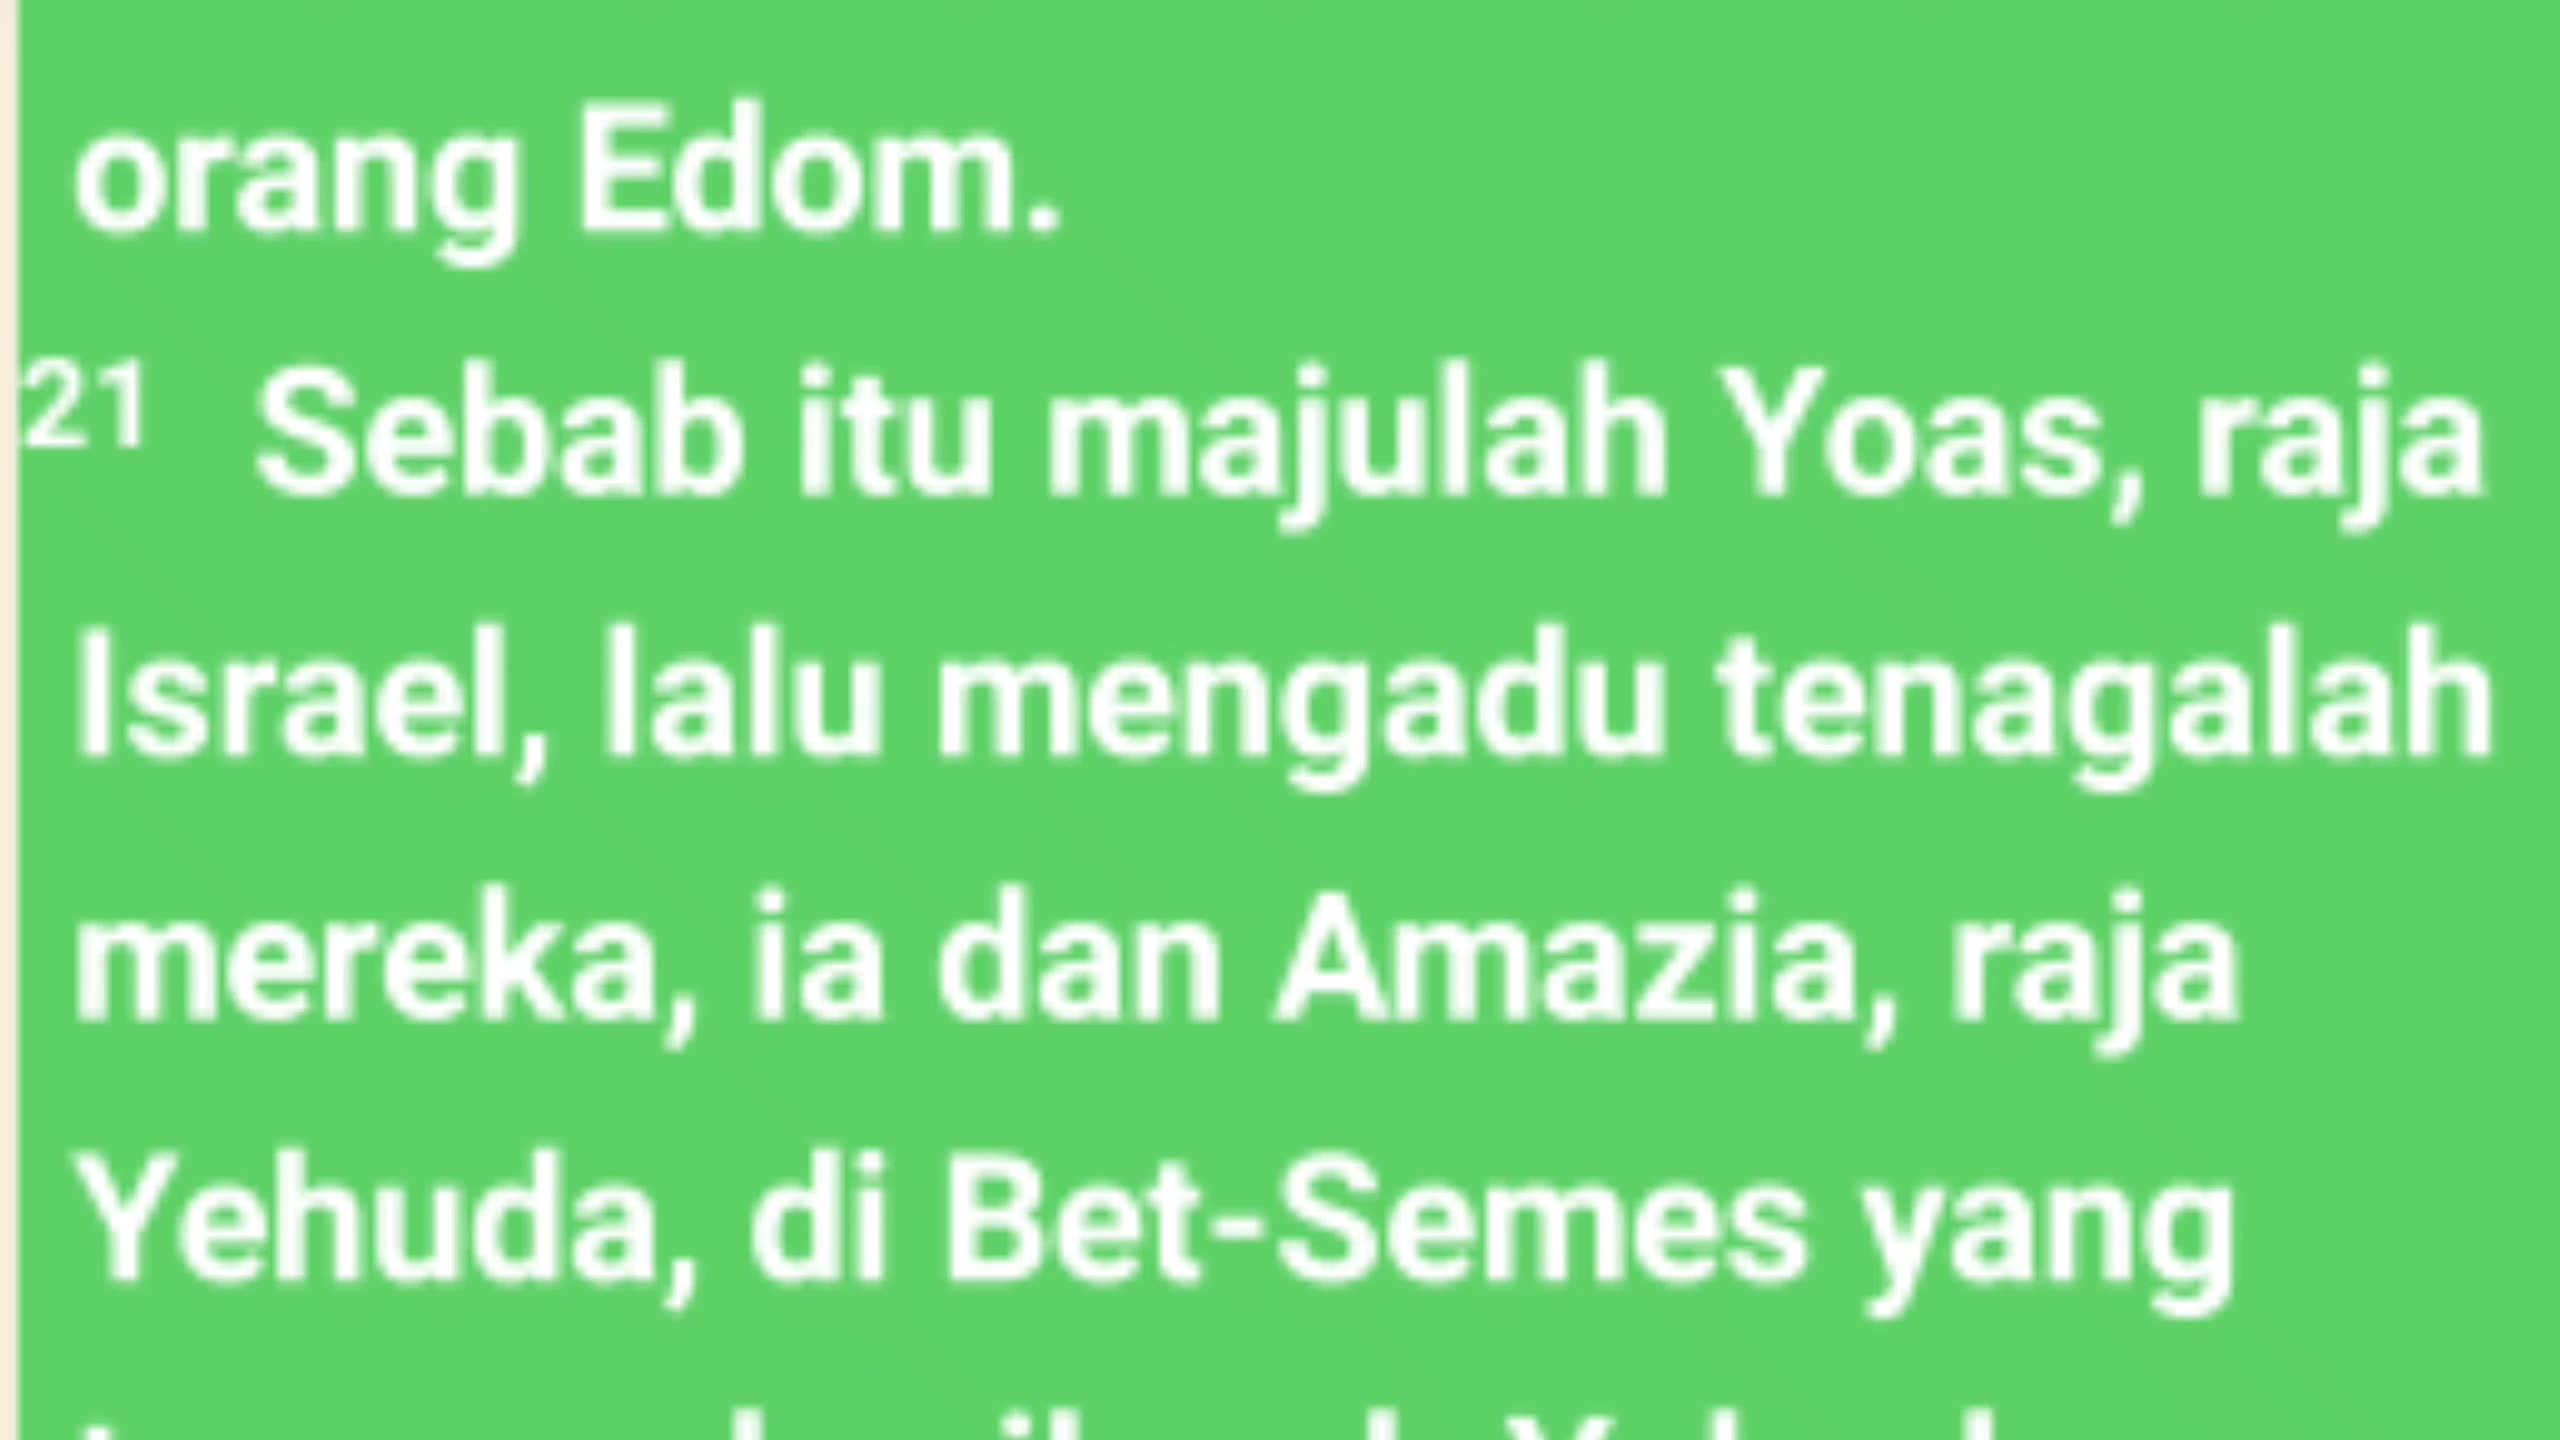 orang Edom.
21 Sebab itu majulah Yoas, raja
Israel, lalu mengadu tenagalah
mereka, ia dan Amazia, raja
Yehuda, di Bet-Semes yang